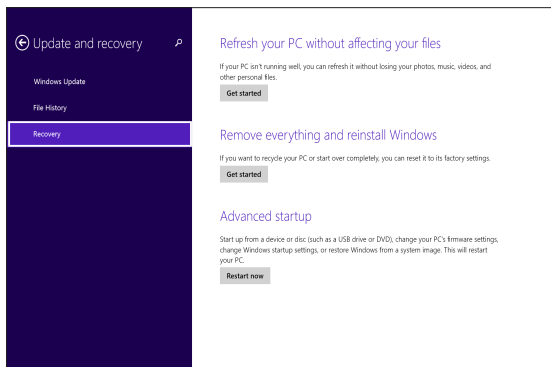 Update and recovery
Windows Update
File History
Recovery
Refresh your PC without affecting your files
If your PC isn't running well, you can refresh it without losing your photos, music, videos, and
other personal files.
Get started
Remove everything and reinstall Windows
If you want to recycle your PC or start over completely, you can reset it to its factory settings.
Get started
Advanced startup
Start up from a device or disc (such as a USB drive or DVD), change your PC's firmware settings,
change Windows startup settings, or restore Windows from a system image. This will restart
your PC.
Restart now